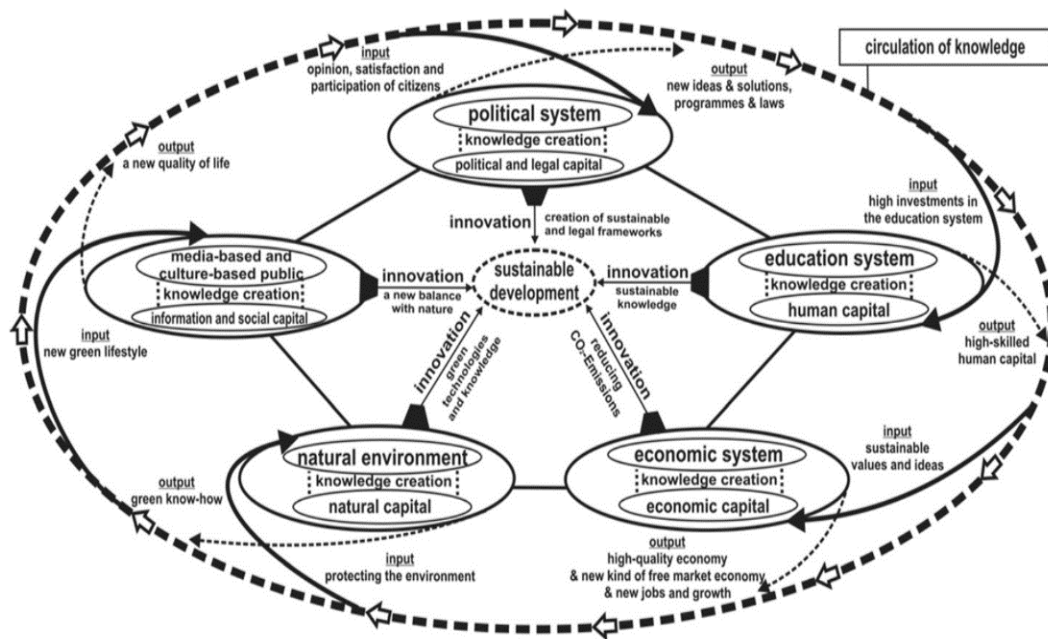 circulation of knowledge
input
opinion, satisfaction and
participation of citizens
output
new ideas & solutions,
programmes & laws
political system
knowledge creation
political and legal capital
innovation
creation of sustainable
and legal frameworks
output
a new quality of life
input
high investments in
the education system
media-based and
culture-based public
knowledge creation
information and social capital
innovation
a new balance
with nature
sustainable
development
innovation
sustainable
knowledge
education system
knowledge creation
human capital
input
new green lifestyle
output
high-skilled
human capital
innovation
green
technologies
and knowledge
innovation
reducing
CO₂-Emissions
natural environment
knowledge creation
natural capital
economic system
knowledge creation
economic capital
input
sustainable
values and ideas
output
green know-how
input
protecting the environment
output
high-quality economy
& new kind of free market economy
& new jobs and growth